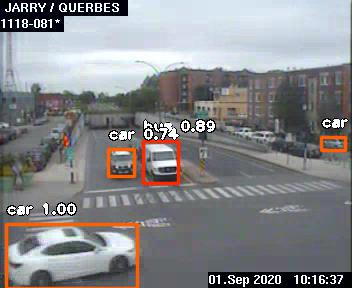 JARRY / QUERBES
1118-081*
bus 0.89
car 0.74
car
car 1.00
01.Sep 2020 10:16:37